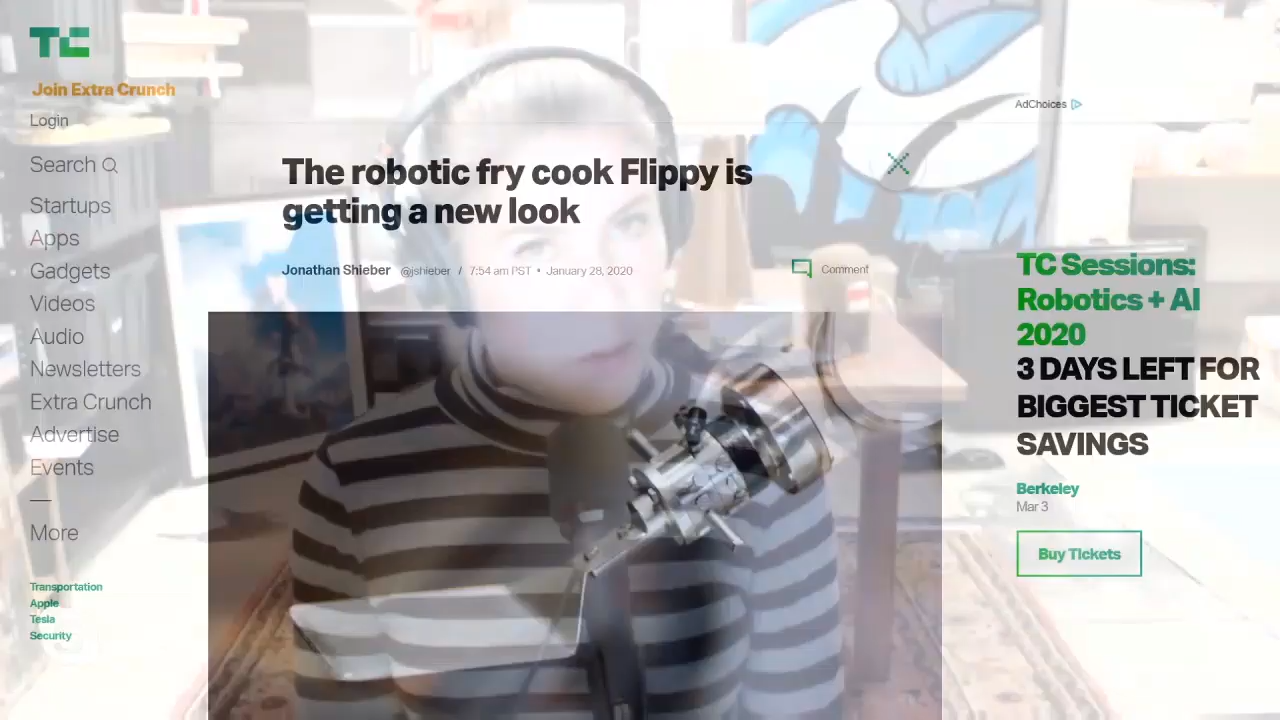 TC
Join Extra Crunch
Login
Search
Startups
Apps
Gadgets
Videos
Audio
Newsletters
Extra Crunch
Advertise
Events
—
More
Transportation
Apple
Tesla
Security
The robotic fry cook Flippy is
getting a new look
Jonathan Shieber @jshieber / 7:54 am PST • January 28, 2020
Comment
AdChoices
TC Sessions:
Robotics + AI
2020
3 DAYS LEFT FOR
BIGGEST TICKET
SAVINGS
Berkeley
Mar 3
Buy Tickets